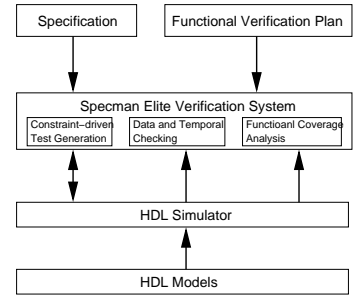 Specification
Functional Verification Plan
Specman Elite Verification System
Constraint−driven
Test Generation
Data and Temporal
Checking
Functioanl Coverage
Analysis
HDL Simulator
HDL Models